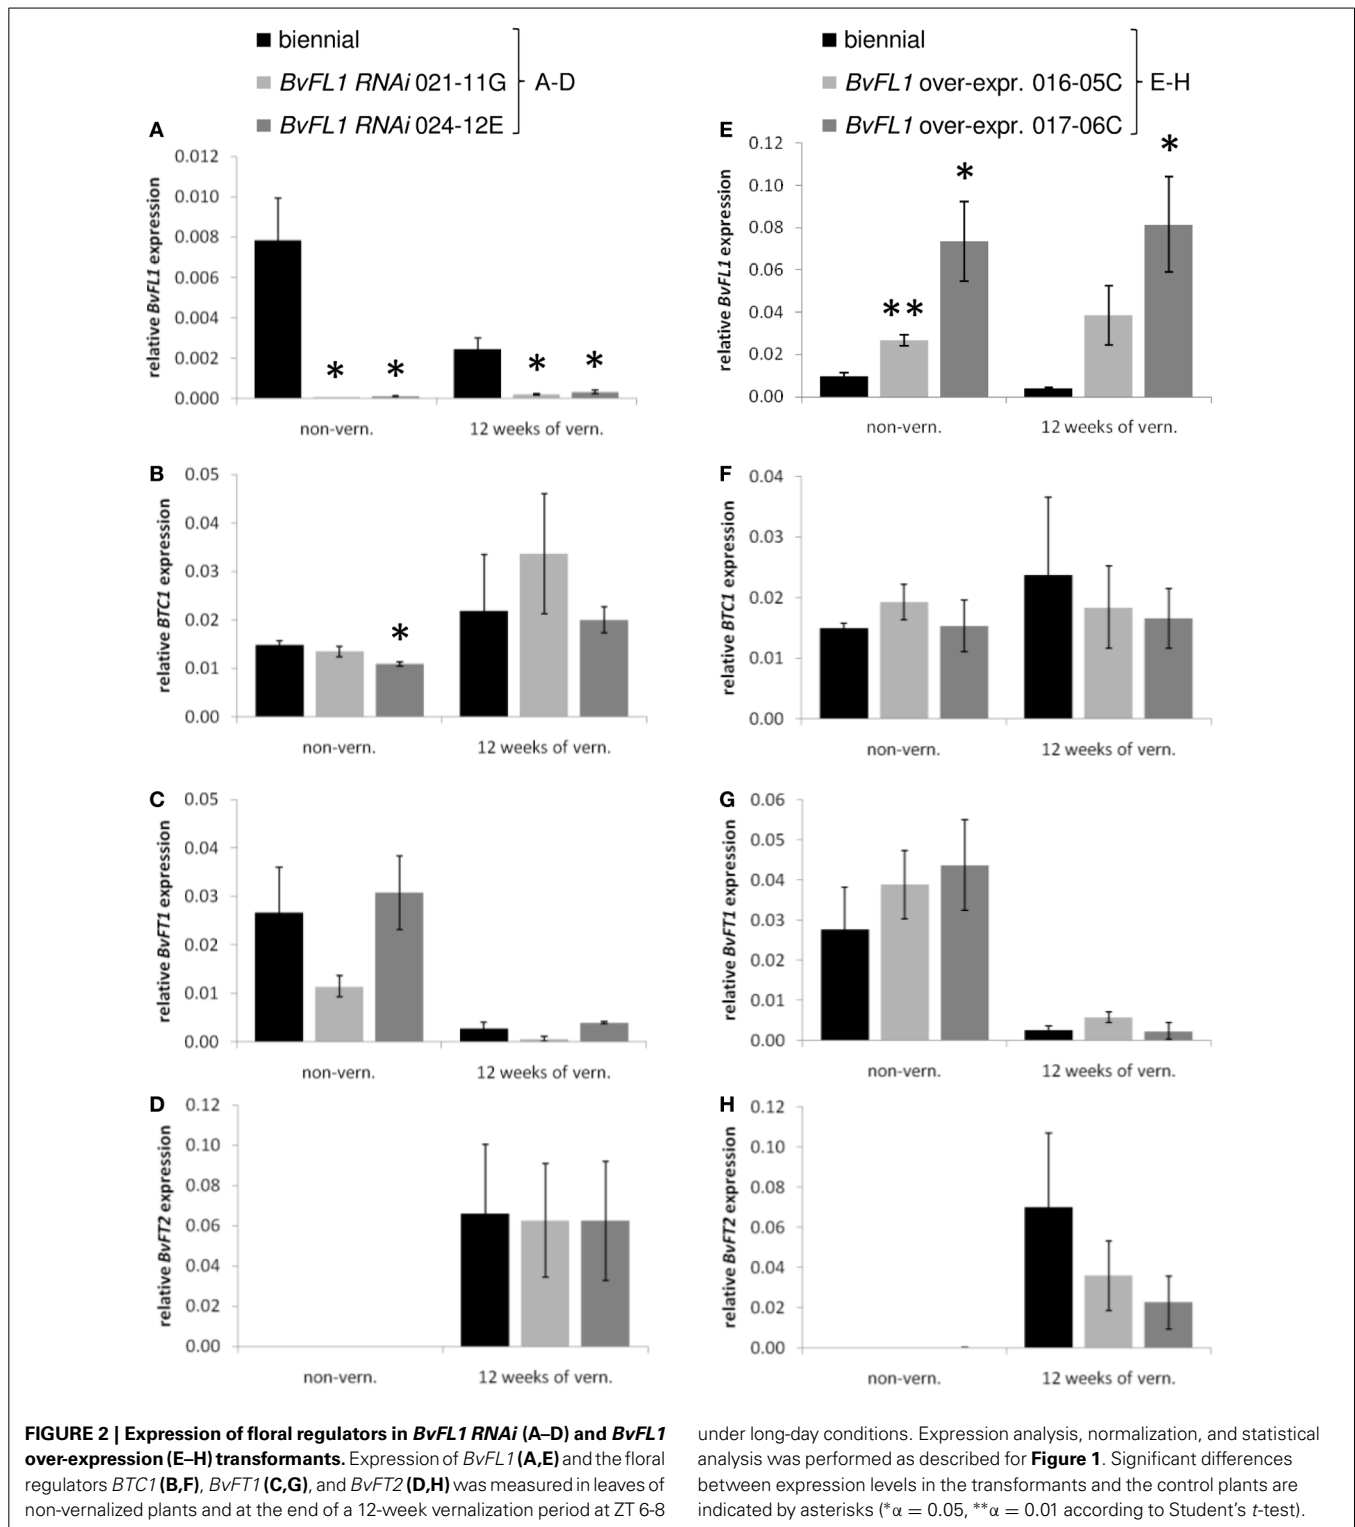 biennial
BvFL1 RNAi 021-11G
BvFL1 RNAi 024-12E
A-D
biennial
BvFL1 over-expr. 016-05C
BvFL1 over-expr. 017-06C
E-H
A
relative BvFL1 expression
0.012
0.010
0.008
0.006
0.004
0.002
0.000
* * * *
non-vern. 12 weeks of vern.
E
relative BvFL1 expression
0.12
0.10
0.08
0.06
0.04
0.02
0.00
** * *
non-vern. 12 weeks of vern.
B
relative BTC1 expression
0.05
0.04
0.03
0.02
0.01
0.00
*
non-vern. 12 weeks of vern.
F
relative BTC1 expression
0.04
0.03
0.02
0.01
0.00
non-vern. 12 weeks of vern.
C
relative BvFT1 expression
0.05
0.04
0.03
0.02
0.01
0.00
non-vern. 12 weeks of vern.
G
relative BvFT1 expression
0.06
0.05
0.04
0.03
0.02
0.01
0.00
non-vern. 12 weeks of vern.
D
relative BvFT2 expression
0.12
0.10
0.08
0.06
0.04
0.02
0.00
non-vern. 12 weeks of vern.
H
relative BvFT2 expression
0.12
0.10
0.08
0.06
0.04
0.02
0.00
non-vern. 12 weeks of vern.
FIGURE 2 | Expression of floral regulators in BvFL1 RNAi (A–D) and BvFL1
over-expression (E–H) transformants. Expression of BvFL1 (A,E) and the floral
regulators BTC1 (B,F), BvFT1 (C,G), and BvFT2 (D,H) was measured in leaves of
non-vernalized plants and at the end of a 12-week vernalization period at ZT 6-8
under long-day conditions. Expression analysis, normalization, and statistical
analysis was performed as described for Figure 1. Significant differences
between expression levels in the transformants and the control plants are
indicated by asterisks (*α = 0.05, **α = 0.01 according to Student's t-test).